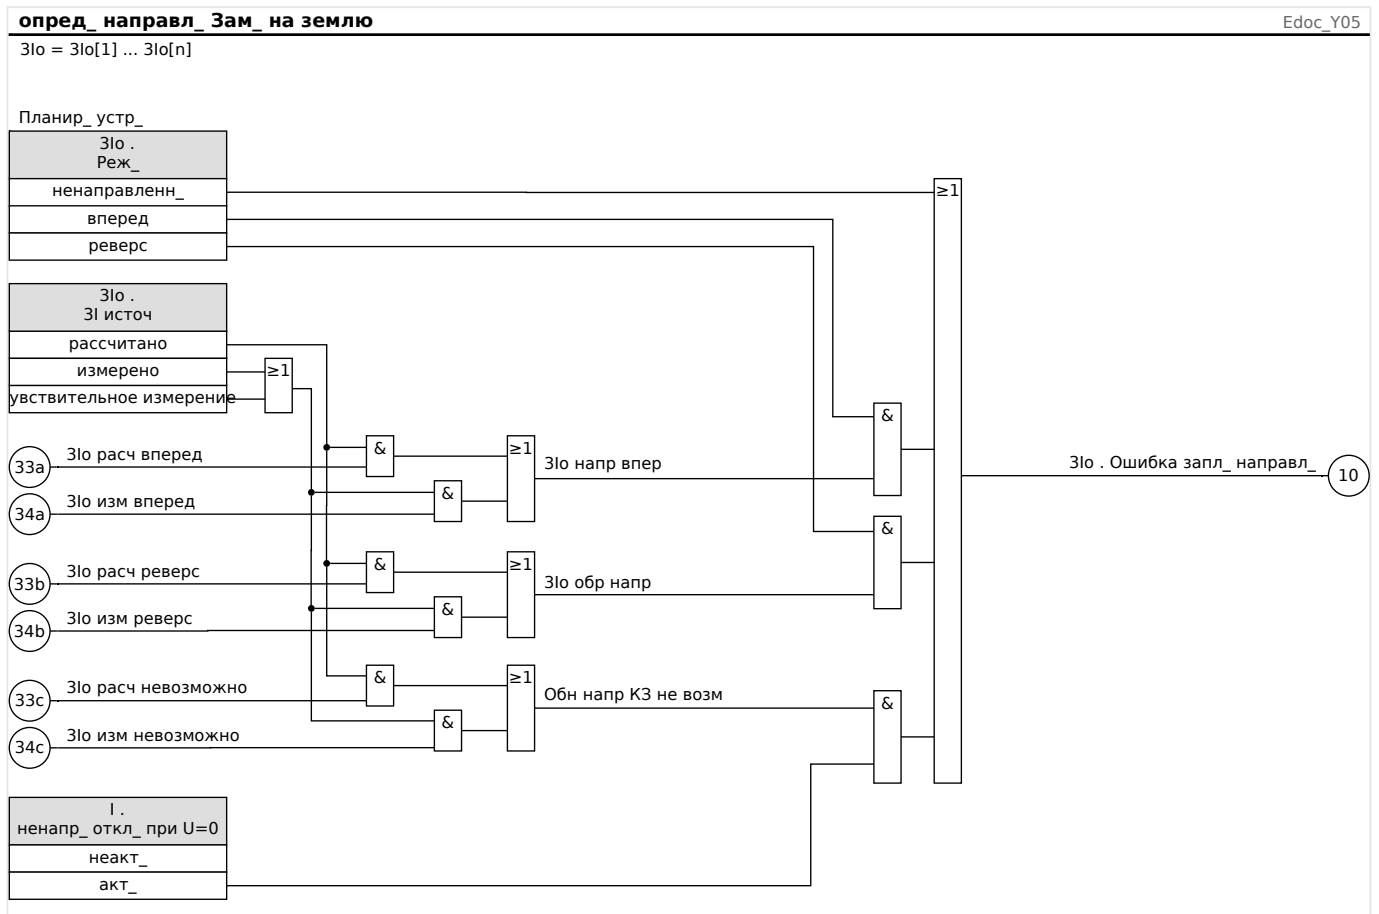 опред_ направл_ Зам_ на землю
Edoc_Y05
3Io = 3Io[1] ... 3Io[n]
Планир_ устр_
3Io .
Реж_
ненаправленн_
вперед
реверс
≥1
3Io .
3I источ
рассчитано
измерено
увствительное измерение
≥1
&
33a
3Io расч вперед
&
≥1
3Io напр впер
3Io . Ошибка запл_ направл_
10
34a
3Io изм вперед
&
&
33b
3Io расч реверс
&
≥1
3Io обр напр
34b
3Io изм реверс
&
33c
3Io расч невозможно
&
≥1
Обн напр КЗ не возм
&
34c
3Io изм невозможно
&
I .
ненапр_ откл_ при U=0
неакт_
акт_